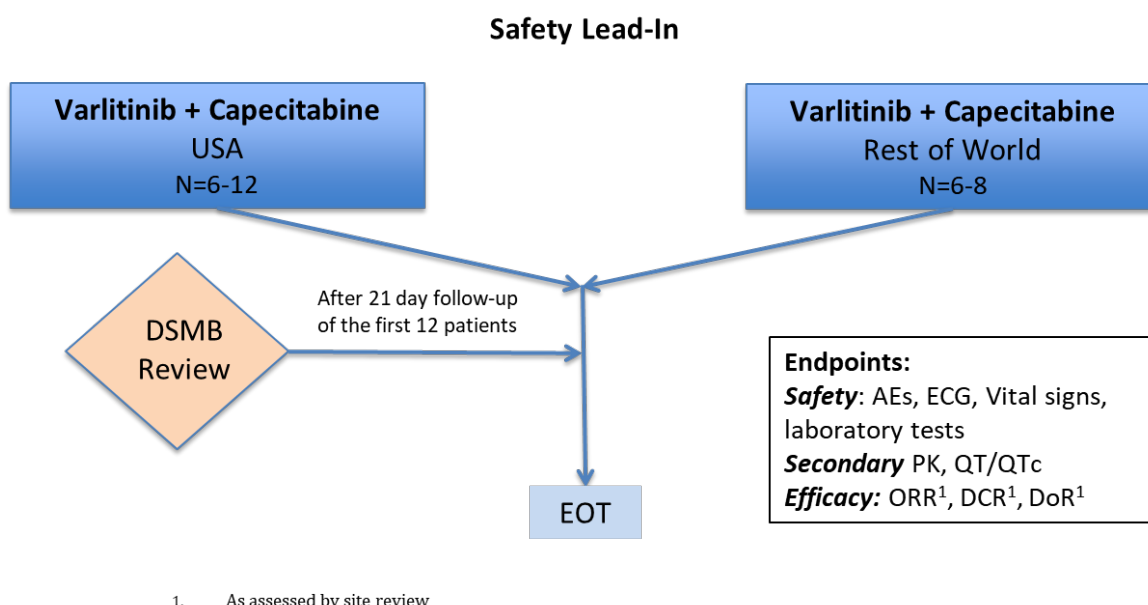 Safety Lead-In
Varlitinib + Capecitabine
USA
N=6-12
Varlitinib + Capecitabine
Rest of World
N=6-8
DSMB
Review
After 21 day follow-up
of the first 12 patients
Endpoints:
Safety: AEs, ECG, Vital signs,
laboratory tests
Secondary PK, QT/QTc
Efficacy: ORR¹, DCR¹, DoR¹
EOT
1. As assessed by site review